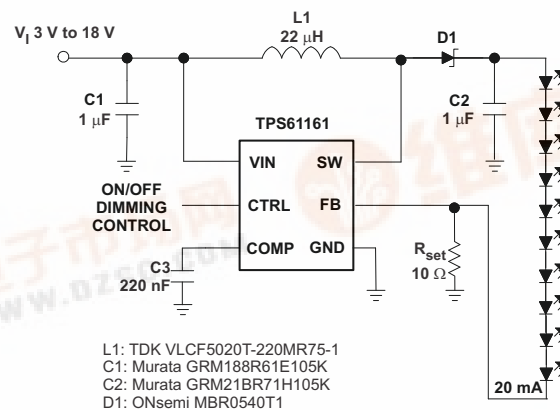 L1
22 μH
V_I 3 V to 18 V
D1
C1
1 μF
C2
1 μF
TPS61161
VIN SW
ON/OFF
DIMMING
CONTROL
CTRL FB
COMP GND
R_set
10 Ω
C3
220 nF
20 mA
L1: TDK VLCF5020T-220MR75-1
C1: Murata GRM188R61E105K
C2: Murata GRM21BR71H105K
D1: ONsemi MBR0540T1